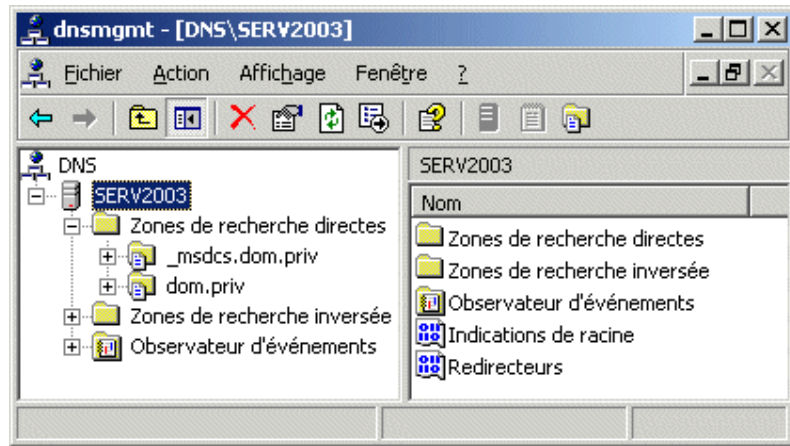 dnsmgmt - [DNS\SERV2003]
Fichier Action Affichage Fenêtre ?
DNS
SERV2003
Zones de recherche directes
_msdcs.dom.priv
dom.priv
Zones de recherche inversée
Observateur d'événements
SERV2003
Nom
Zones de recherche directes
Zones de recherche inversée
Observateur d'événements
Indications de racine
Redirecteurs